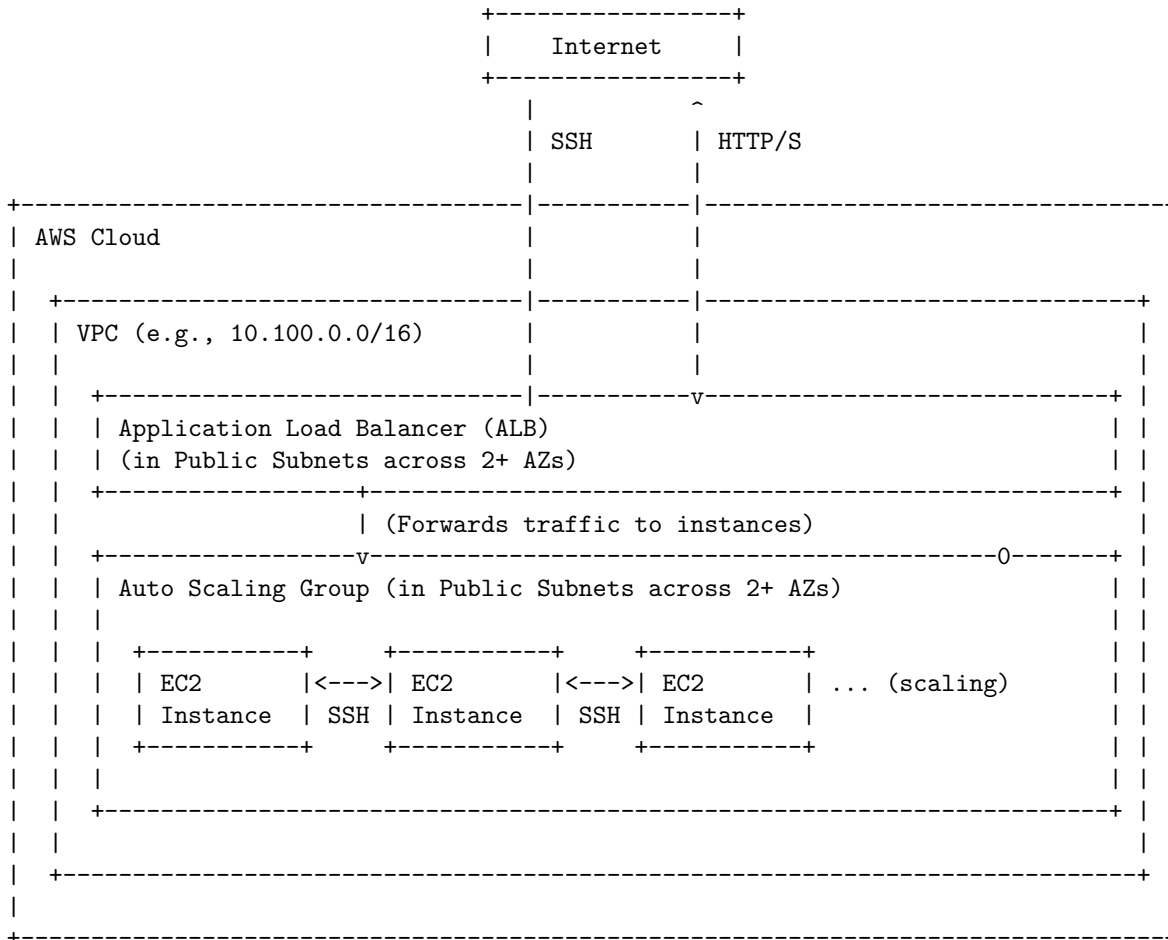 Internet
SSH HTTP/S
AWS Cloud
VPC (e.g., 10.100.0.0/16)
Application Load Balancer (ALB)
(in Public Subnets across 2+ AZs)
(Forwards traffic to instances)
Auto Scaling Group (in Public Subnets across 2+ AZs)
EC2 EC2 EC2 ... (scaling)
Instance SSH Instance SSH Instance